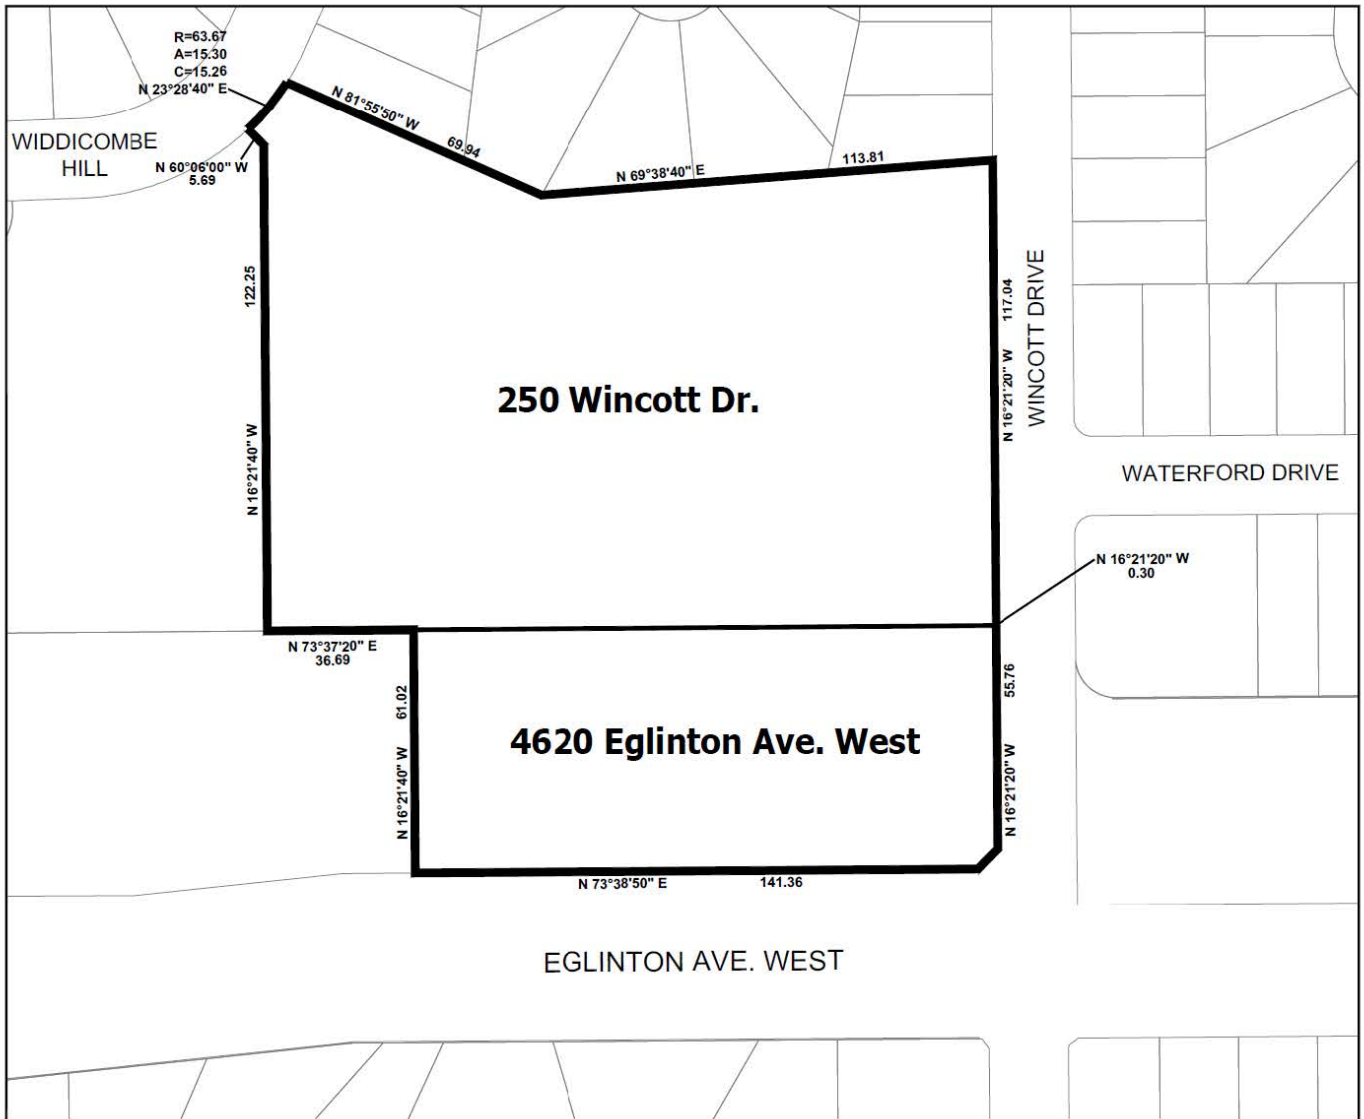 R=63.67
A=15.30
C=15.26
N 23°28'40" E
WIDDICOMBE
HILL
N 60°06'00" W
5.69
N 81°55'50" W
69.94
N 69°38'40" E
113.81
122.25
N 16°21'40" W
117.04
N 16°21'20" W
WINCOTT DRIVE
250 Wincott Dr.
WATERFORD DRIVE
N 16°21'20" W
0.30
N 73°37'20" E
36.69
61.02
N 16°21'40" W
55.76
N 16°21'20" W
4620 Eglinton Ave. West
N 73°38'50" E
141.36
EGLINTON AVE. WEST